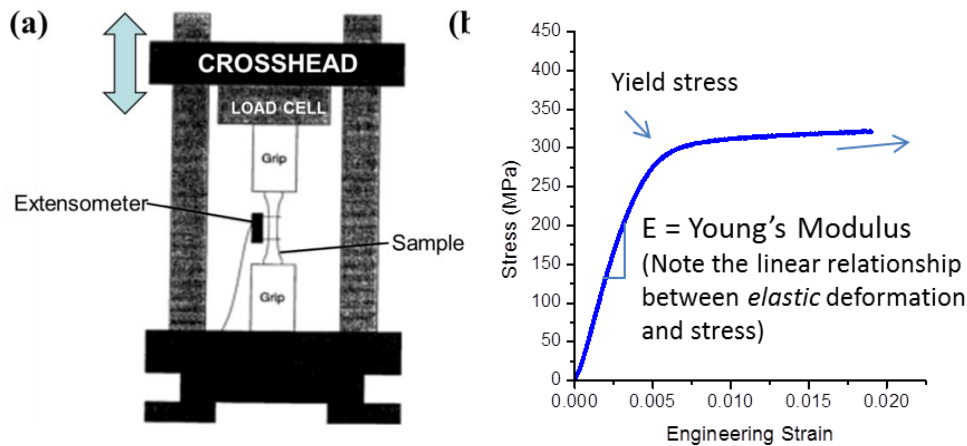 (a)
CROSSHEAD
LOAD CELL
Grip
Extensometer
Sample
Grip
(b
450
400
350
300
250
200
150
100
50
0
Stress (MPa)
Yield stress
E = Young's Modulus
(Note the linear relationship
between elastic deformation
and stress)
0.000
0.005
0.010
0.015
0.020
Engineering Strain